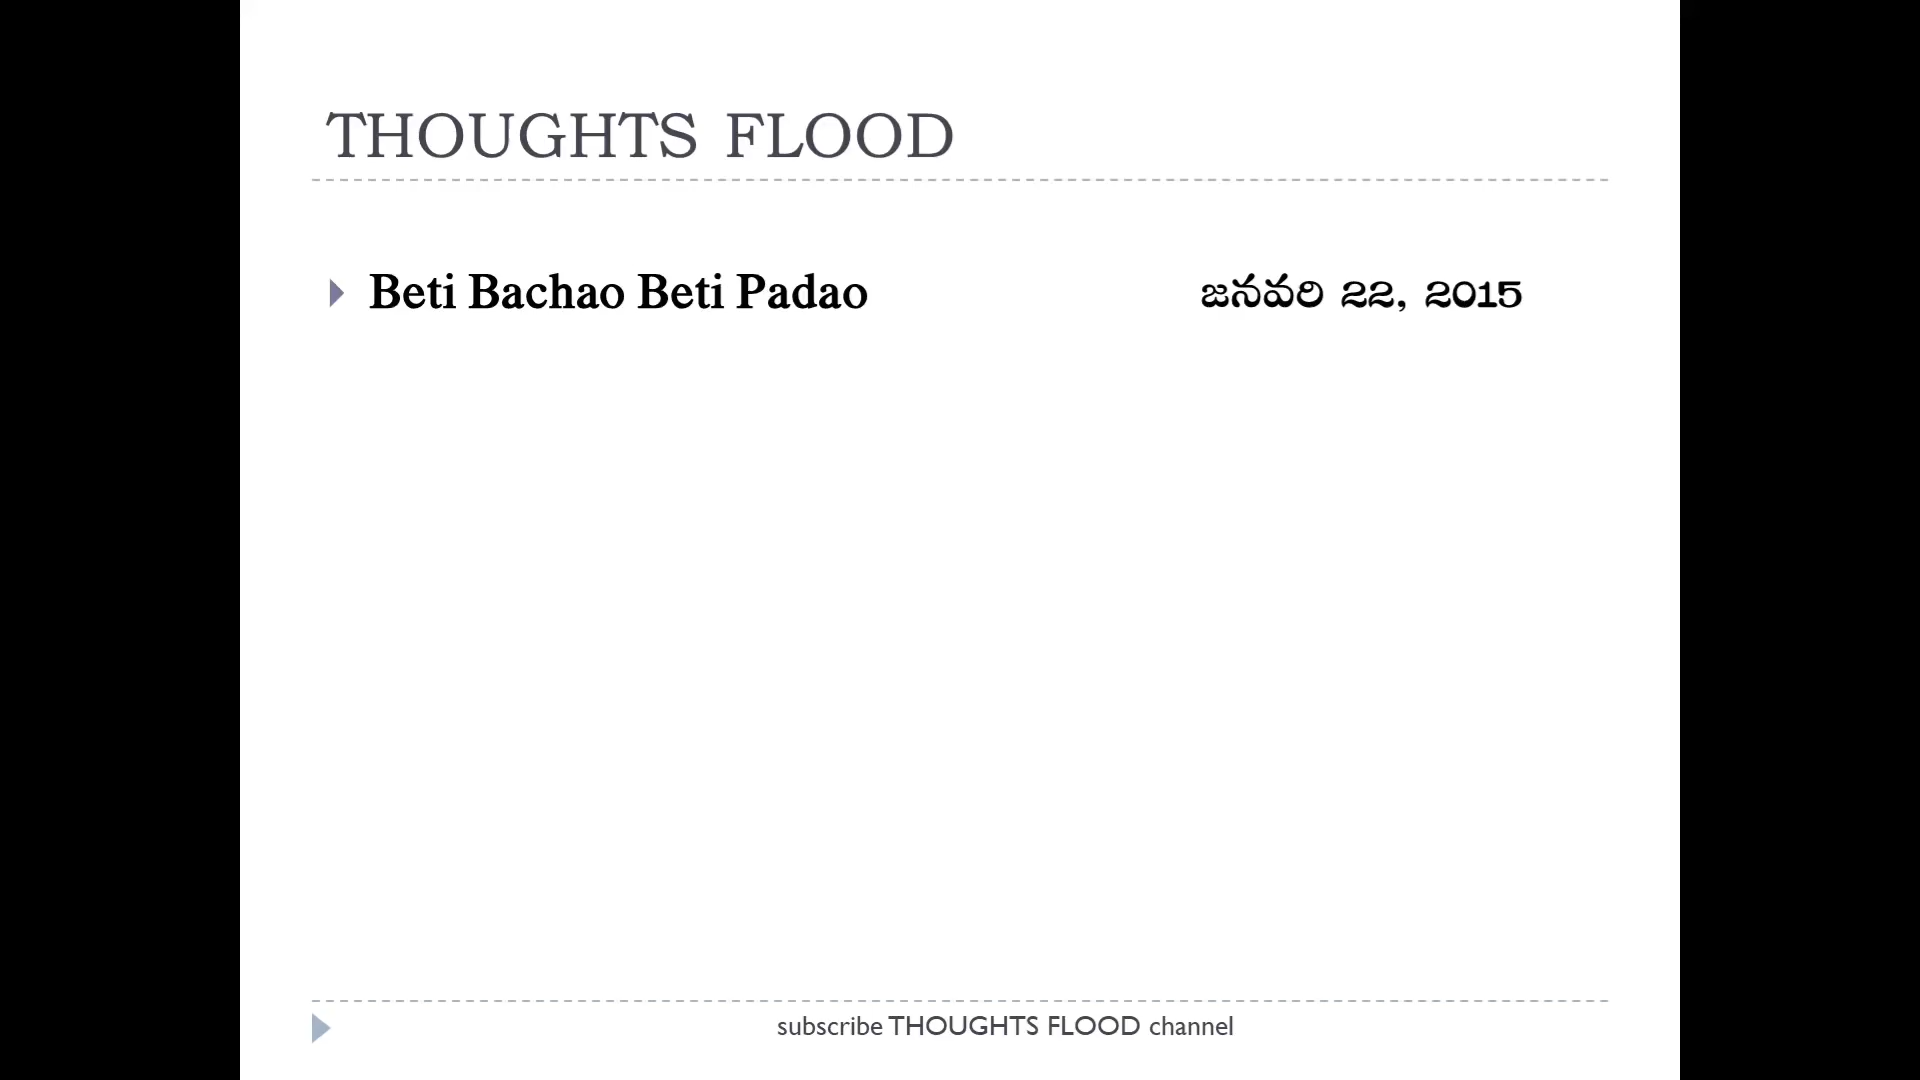 THOUGHTS FLOOD
Beti Bachao Beti Padao జనవరి 22, 2015
subscribe THOUGHTS FLOOD channel